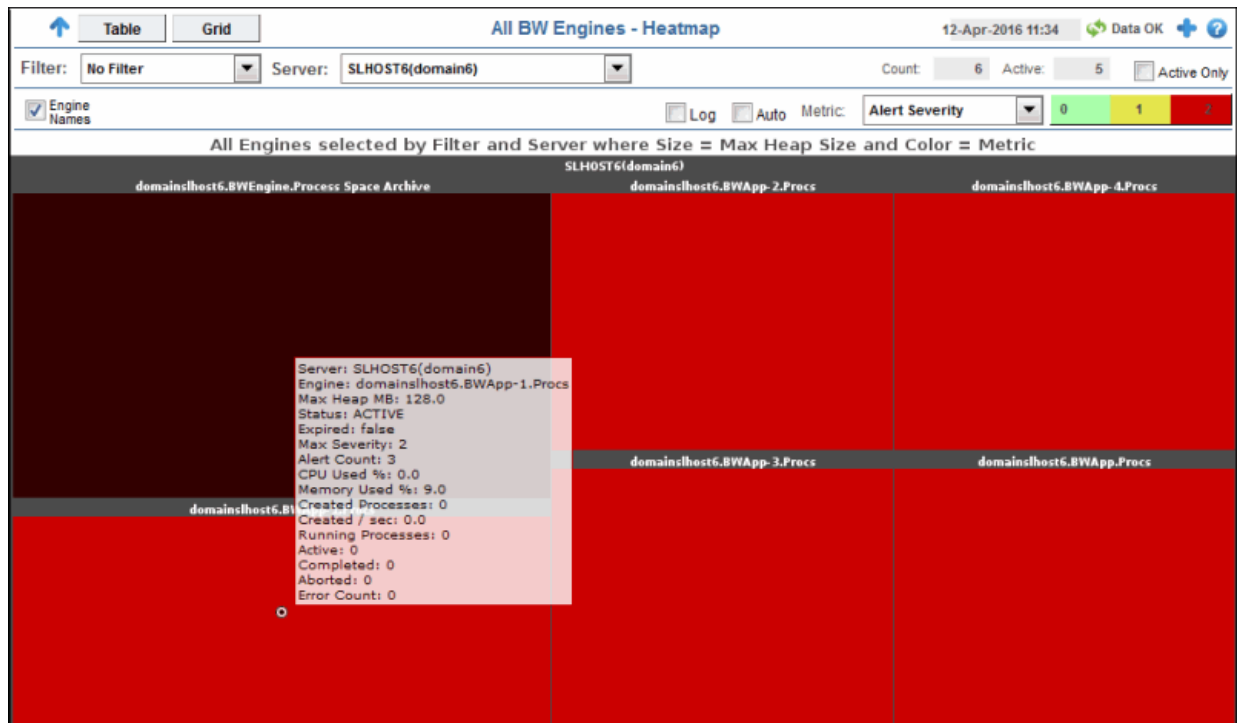 Table Grid All BW Engines - Heatmap 12-Apr-2016 11:34 Data OK
Filter: No Filter Server: SLHOST6(domain6) Count: 6 Active: 5 Active Only
Engine Names
Log Auto Metric: Alert Severity 0 1 2
All Engines selected by Filter and Server where Size = Max Heap Size and Color = Metric
SLHOST6(domain6)
domainslhost6.BWEngine.Process Space Archive domainslhost6.BWApp-2.Procs domainslhost6.BWApp-4.Procs
Server: SLHOST6(domain6)
Engine: domainslhost6.BWApp-1.Procs
Max Heap MB: 128.0
Status: ACTIVE
Expired: false
Max Severity: 2
Alert Count: 3
CPU Used %: 0.0
Memory Used %: 9.0
Created Processes: 0
Created / sec: 0.0
Running Processes: 0
Active: 0
Completed: 0
Aborted: 0
Error Count: 0
domainslhost6.BWApp-3.Procs domainslhost6.BWApp.Procs